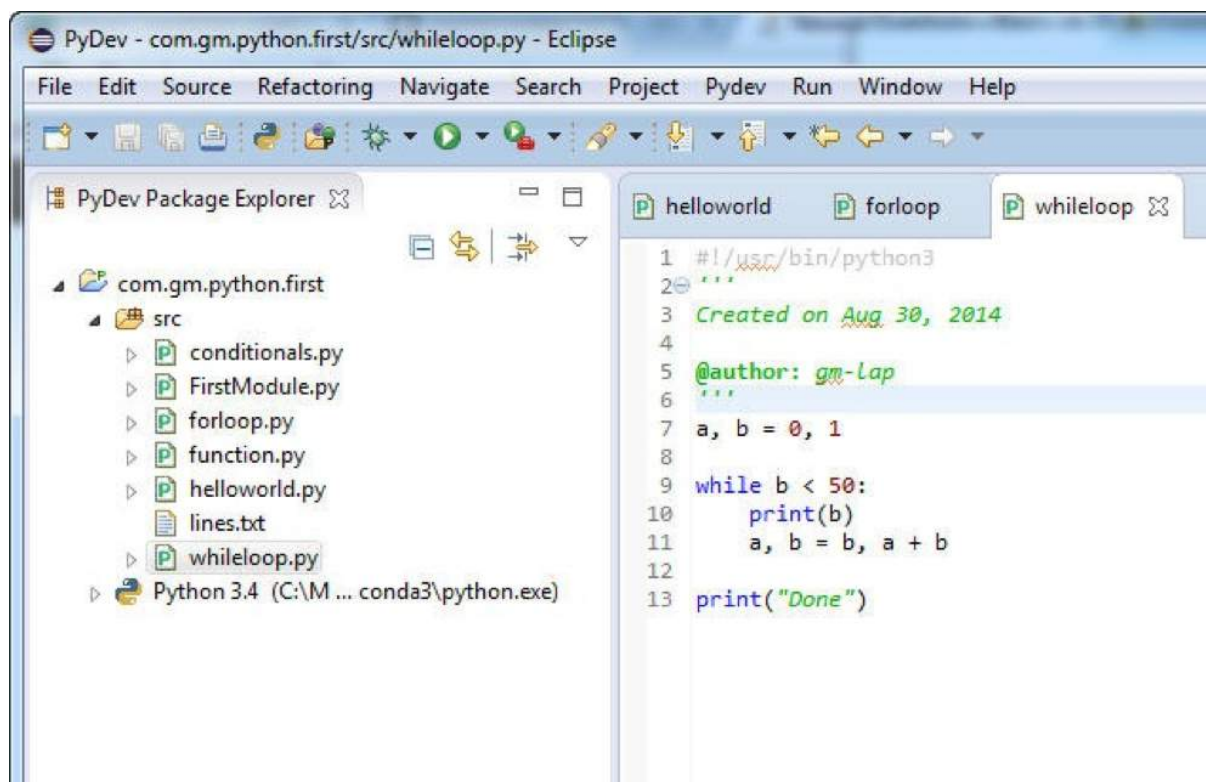 PyDev - com.gm.python.first/src/whileloop.py - Eclipse
File Edit Source Refactoring Navigate Search Project Pydev Run Window Help
PyDev Package Explorer
com.gm.python.first
src
conditionals.py
FirstModule.py
forloop.py
function.py
helloworld.py
lines.txt
whileloop.py
Python 3.4 (C:\M ... conda3\python.exe)
helloworld forloop whileloop
1 #!/usr/bin/python3
2 '''
3 Created on Aug 30, 2014
4
5 @author: gm-lap
6 '''
7 a, b = 0, 1
8
9 while b < 50:
10     print(b)
11     a, b = b, a + b
12
13 print("Done")